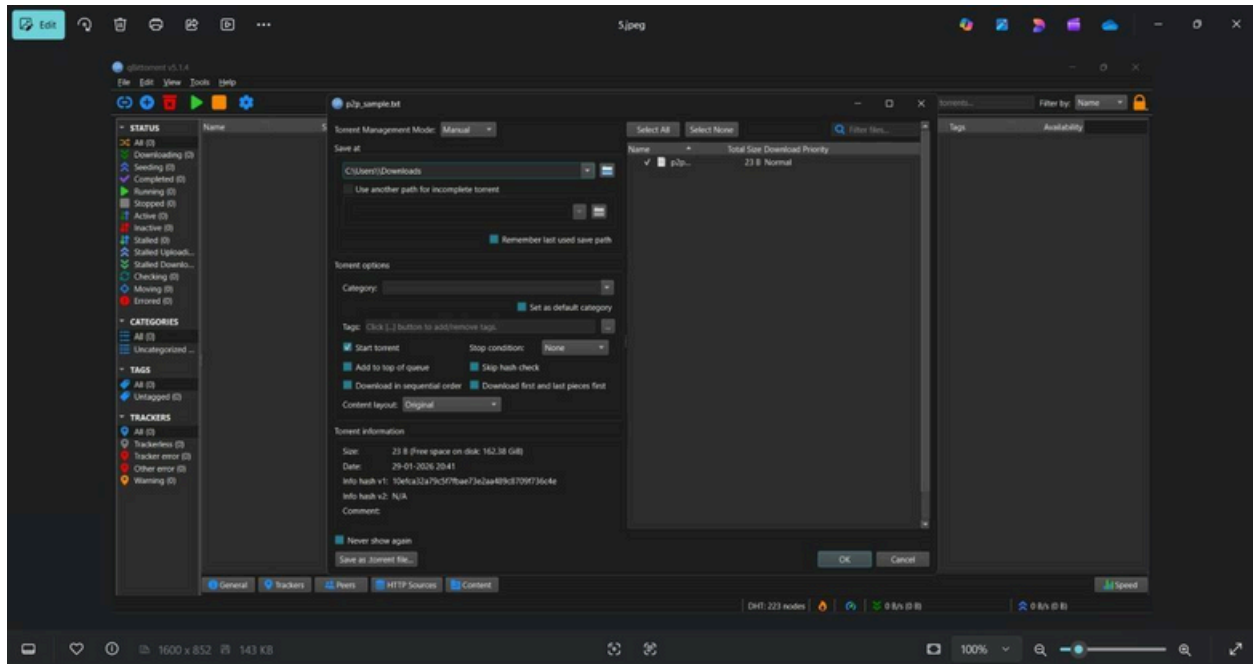 Edit
5.jpeg
qBittorrent v5.1.4
File Edit View Tools Help
p2p_sample.txt
torrents...
Filter by: Name
STATUS
All (0)
Downloading (0)
Seeding (0)
Completed (0)
Running (0)
Stopped (0)
Active (0)
Inactive (0)
Stalled (0)
Stalled Uploadi...
Stalled Downlo...
Checking (0)
Moving (0)
Errored (0)
CATEGORIES
All (0)
Uncategorized ...
TAGS
All (0)
Untagged (0)
TRACKERS
All (0)
Trackerless (0)
Tracker error (0)
Other error (0)
Warning (0)
Name
S
Torrent Management Mode: Manual
Save at
C:\Users\\Downloads
Use another path for incomplete torrent
Remember last used save path
Torrent options
Category:
Set as default category
Tags: Click [...] button to add/remove tags.
...
Start torrent Stop condition: None
Add to top of queue Skip hash check
Download in sequential order Download first and last pieces first
Content layout: Original
Torrent information
Size: 23 B (Free space on disk: 162.38 GiB)
Date: 29-01-2026 20:41
Info hash v1:
Info hash v2: N/A
Comment:
Never show again
Save as .torrent file...
Select All Select None Filter files...
Name Total Size Download Priority
p2p... 23 B Normal
OK Cancel
Tags Availability
General Trackers Peers HTTP Sources Content Speed
DHT: 223 nodes 0 B/s (0 B) 0 B/s (0 B)
1600 x 852 143 KB 100%